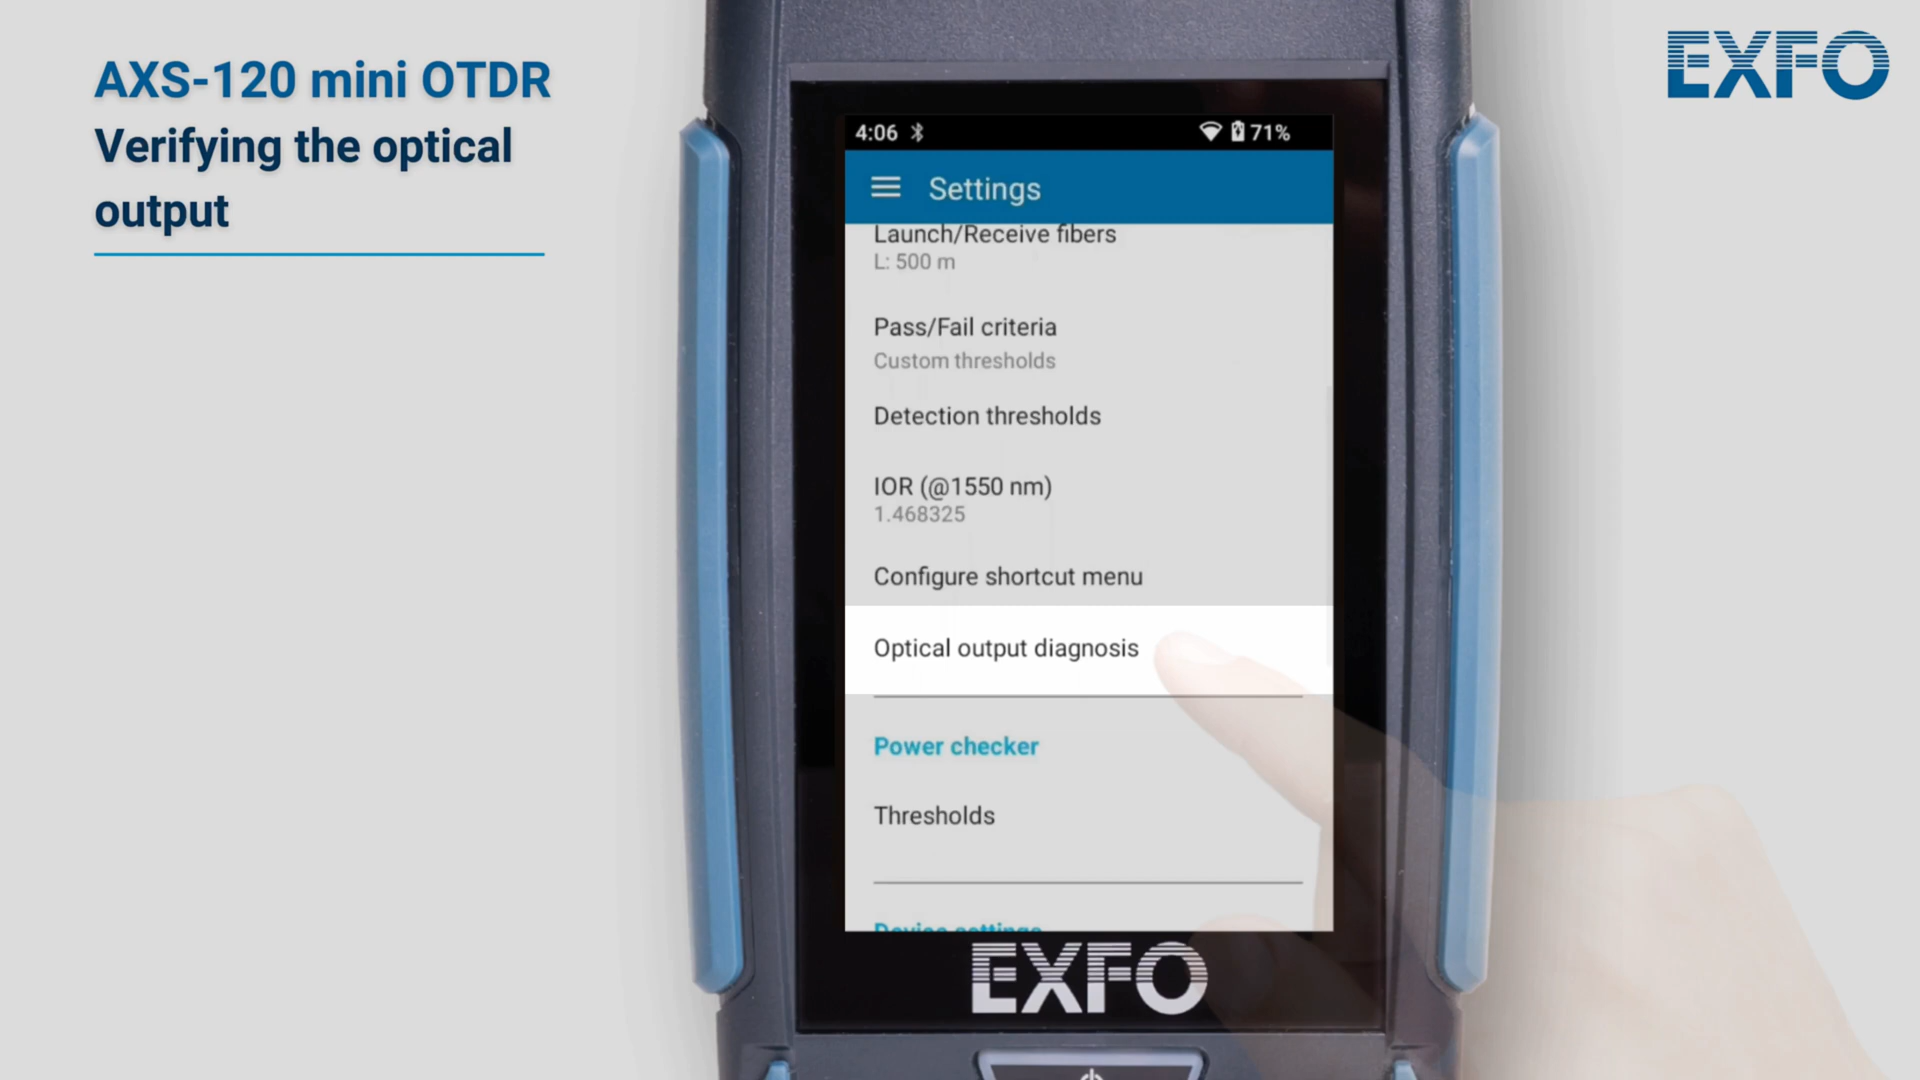 AXS-120 mini OTDR
Verifying the optical
output
EXFO
4:06 71%
Settings
Launch/Receive fibers
L: 500 m
Pass/Fail criteria
Custom thresholds
Detection thresholds
IOR (@1550 nm)
1.468325
Configure shortcut menu
Optical output diagnosis
Power checker
Thresholds
Device settings
EXFO